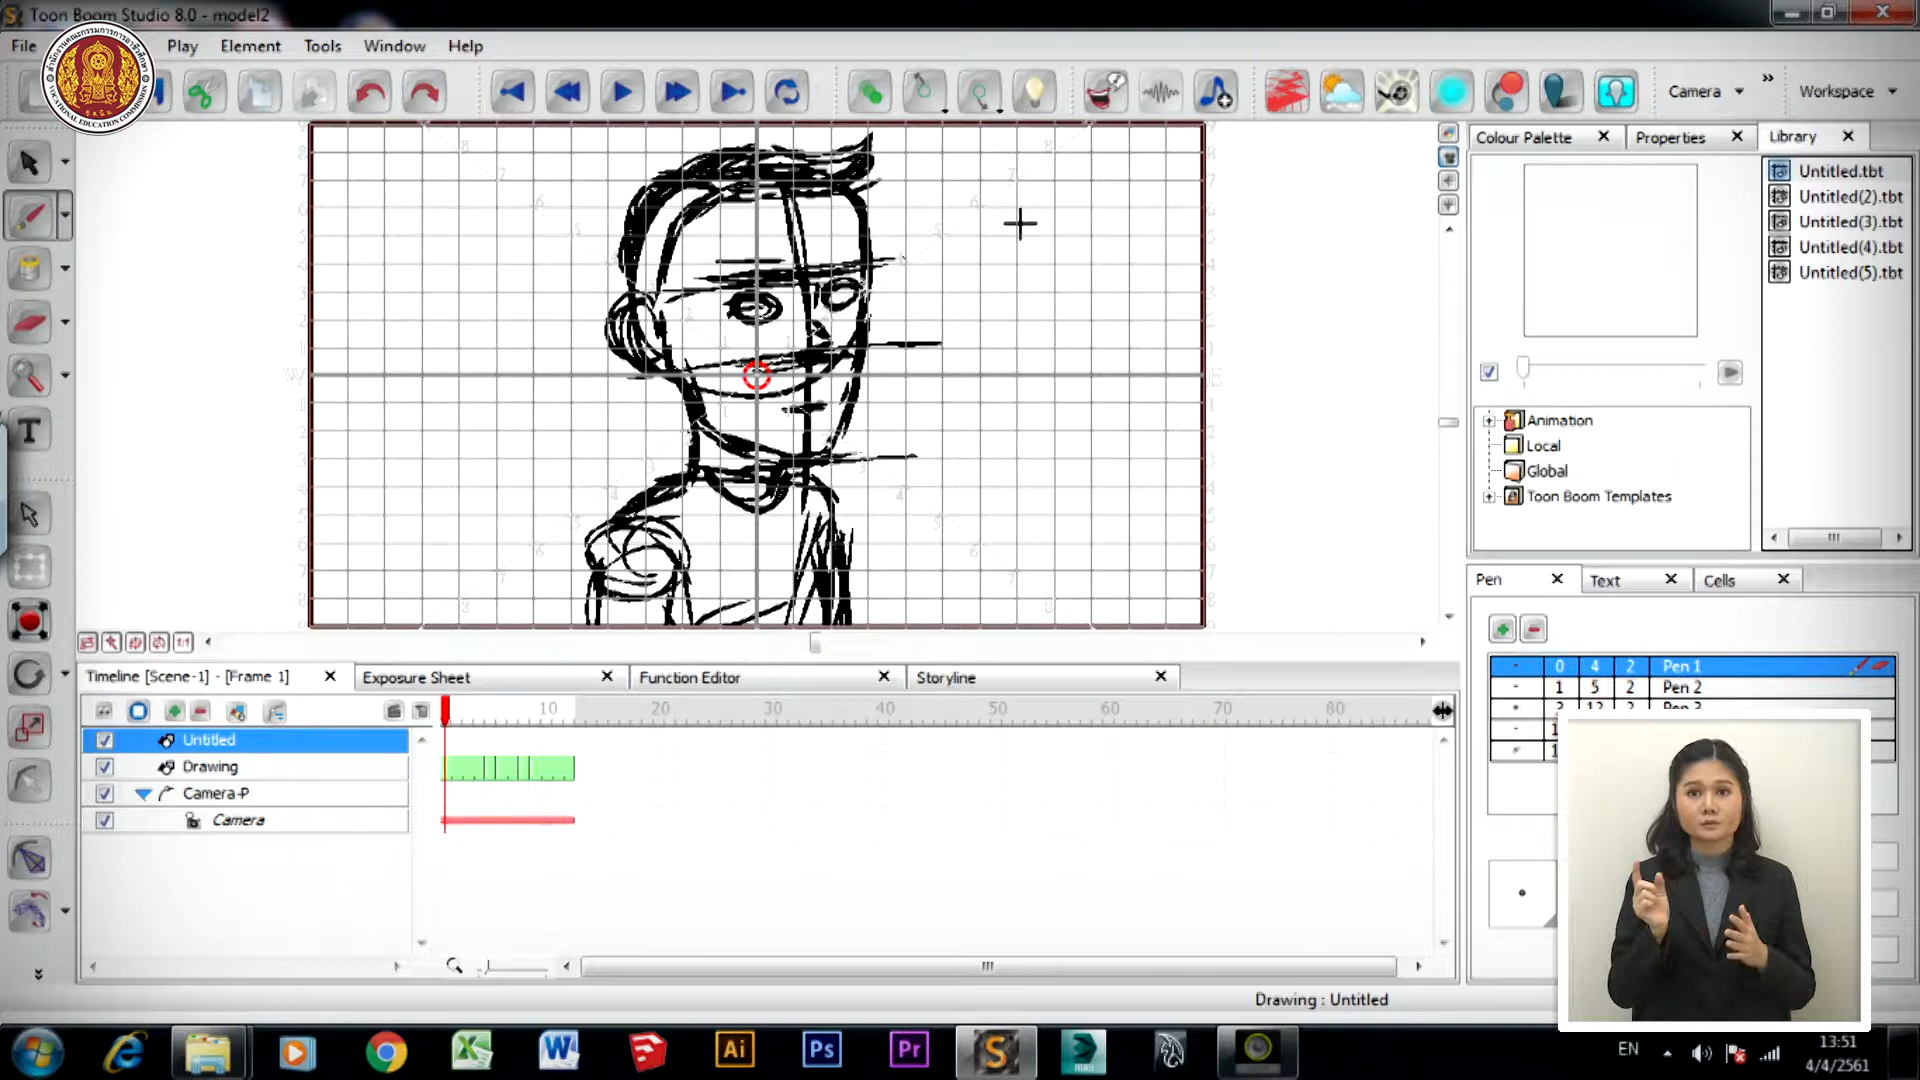 Toon Boom Studio 8.0 - model2
File Play Element Tools Window Help
Camera Workspace
Colour Palette Properties Library
Untitled.tbt
Untitled(2).tbt
Untitled(3).tbt
Untitled(4).tbt
Untitled(5).tbt
Animation
Local
Global
Toon Boom Templates
Pen Text Cells
0 4 2 Pen 1
1 5 2 Pen 2
Timeline [Scene-1] - [Frame 1] Exposure Sheet Function Editor Storyline
10 20 30 40 50 60 70 80
Untitled
Drawing
Camera-P
Camera
Drawing : Untitled
Ai Ps Pr
EN
13:51
4/4/2561